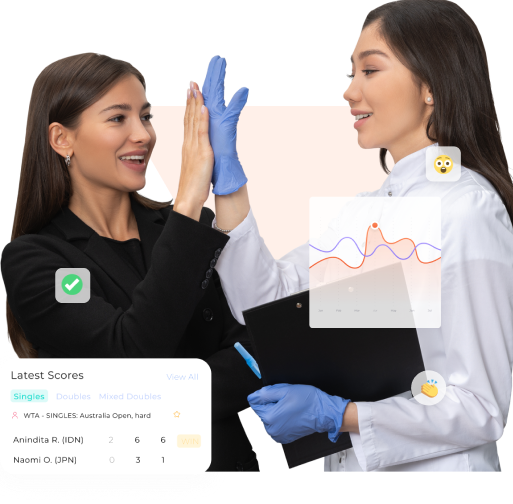 Latest Scores View All
Singles Doubles Mixed Doubles
WTA - SINGLES: Australia Open, hard
Anindita R. (IDN) 2 6 6
Naomi O. (JPN) 0 3 1